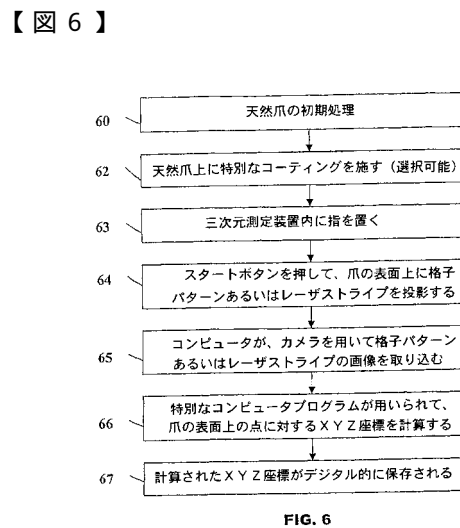 【図6】
60
天然爪の初期処理
62
天然爪上に特別なコーティングを施す（選択可能）
63
三次元測定装置内に指を置く
64
スタートボタンを押して、爪の表面上に格子
パターンあるいはレーザストライプを投影する
65
コンピュータが、カメラを用いて格子パターン
あるいはレーザストライプの画像を取り込む
66
特別なコンピュータプログラムが用いられて、
爪の表面上の点に対するＸＹＺ座標を計算する
67
計算されたＸＹＺ座標がデジタル的に保存される
FIG. 6